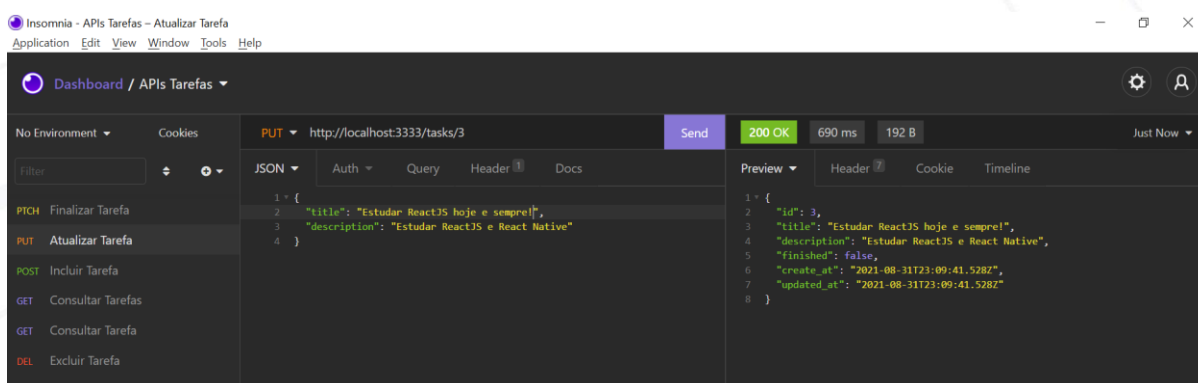 Insomnia - APIs Tarefas – Atualizar Tarefa
Application Edit View Window Tools Help
Dashboard / APIs Tarefas
No Environment Cookies
Filter
PTCH Finalizar Tarefa
PUT Atualizar Tarefa
POST Incluir Tarefa
GET Consultar Tarefas
GET Consultar Tarefa
DEL Excluir Tarefa
PUT http://localhost:3333/tasks/3 Send
JSON Auth Query Header 1 Docs
1 {
2 "title": "Estudar ReactJS hoje e sempre!",
3 "description": "Estudar ReactJS e React Native"
4 }
200 OK 690 ms 192 B Just Now
Preview Header 7 Cookie Timeline
1 {
2 "id": 3,
3 "title": "Estudar ReactJS hoje e sempre!",
4 "description": "Estudar ReactJS e React Native",
5 "finished": false,
6 "create_at": "2021-08-31T23:09:41.528Z",
7 "updated_at": "2021-08-31T23:09:41.528Z"
8 }